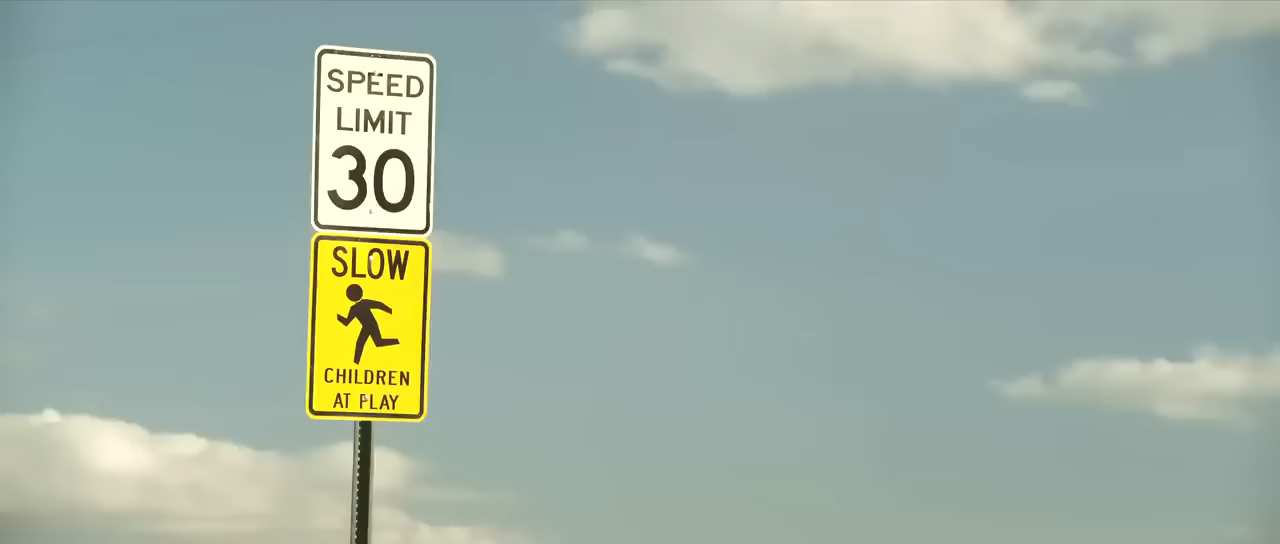 SPEED
LIMIT
30
SLOW
CHILDREN
AT PLAY